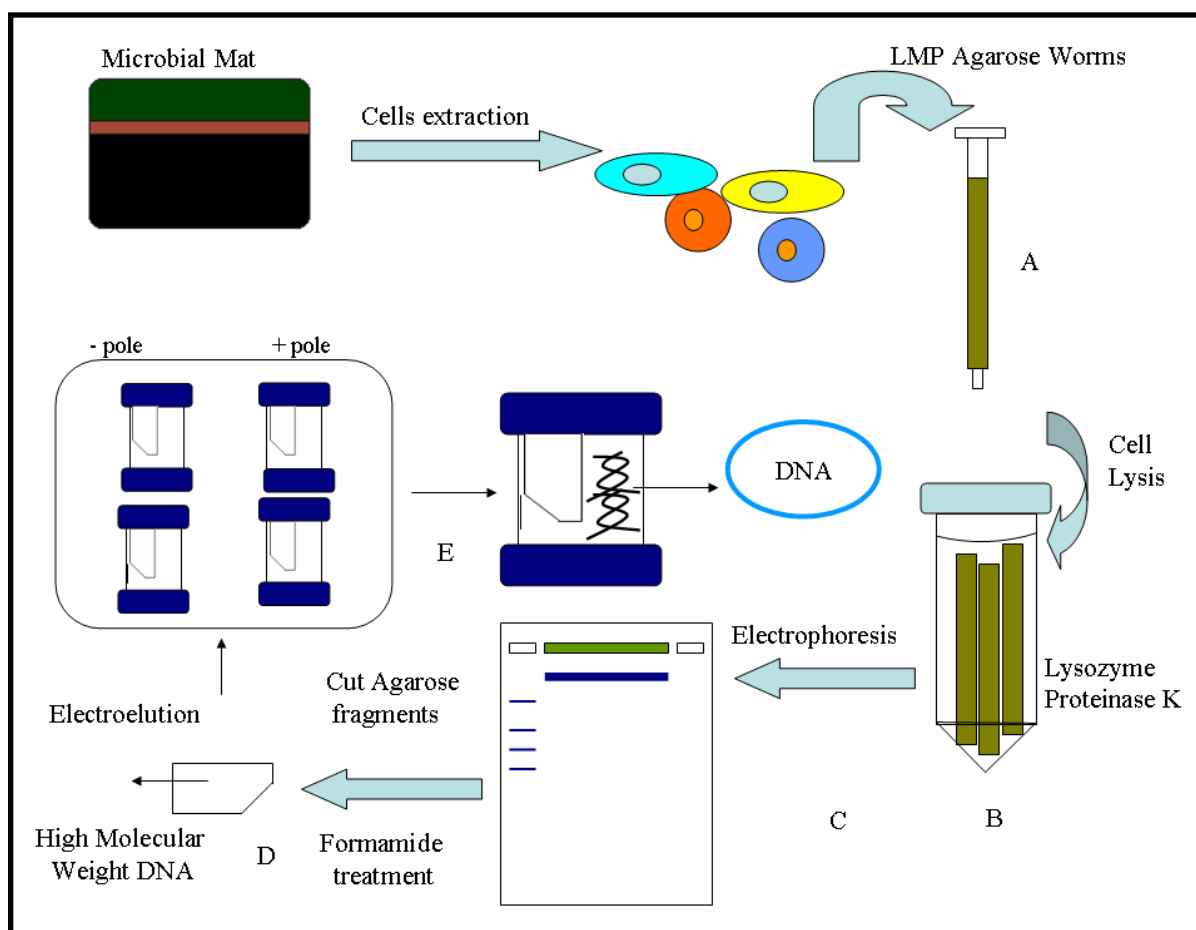 Microbial Mat
LMP Agarose Worms
Cells extraction
A
- pole
+ pole
Cell
Lysis
DNA
E
Electrophoresis
Lysozyme
Proteinase K
Cut Agarose
fragments
Electroelution
High Molecular
Weight DNA
D
Formamide
treatment
C
B